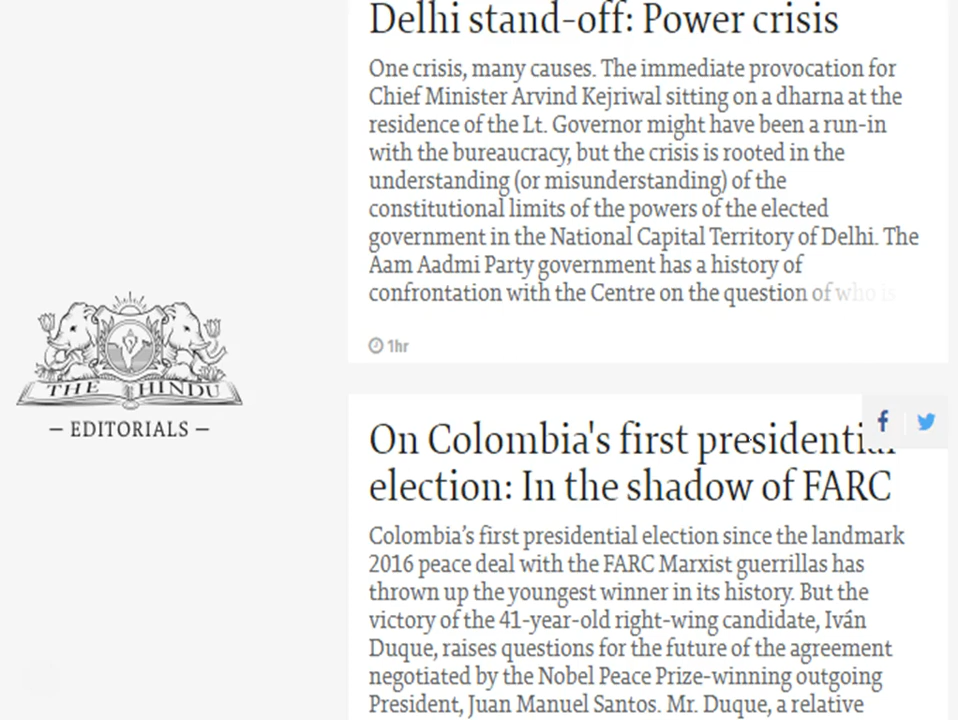 Delhi stand-off: Power crisis
One crisis, many causes. The immediate provocation for
Chief Minister Arvind Kejriwal sitting on a dharna at the
residence of the Lt. Governor might have been a run-in
with the bureaucracy, but the crisis is rooted in the
understanding (or misunderstanding) of the
constitutional limits of the powers of the elected
government in the National Capital Territory of Delhi. The
Aam Aadmi Party government has a history of
confrontation with the Centre on the question of who is
1hr
THE HINDU
— EDITORIALS —
On Colombia's first presidential
election: In the shadow of FARC
Colombia’s first presidential election since the landmark
2016 peace deal with the FARC Marxist guerrillas has
thrown up the youngest winner in its history. But the
victory of the 41-year-old right-wing candidate, Iván
Duque, raises questions for the future of the agreement
negotiated by the Nobel Peace Prize-winning outgoing
President, Juan Manuel Santos. Mr. Duque, a relative